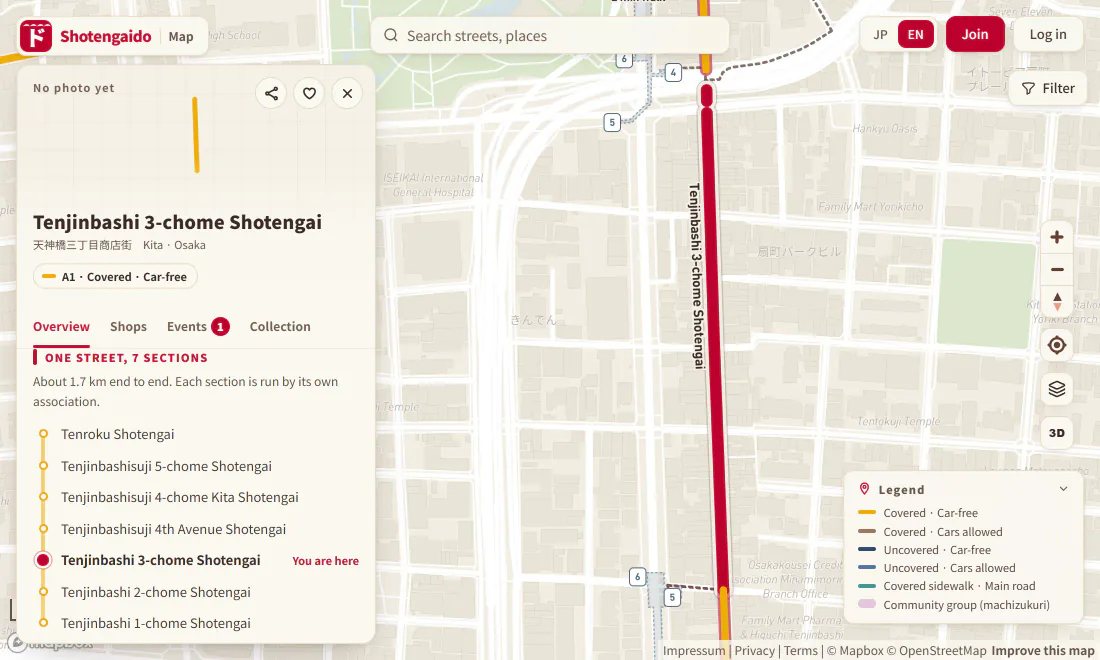 Shotengaido
Map
High School
Search streets, places
JP
EN
Join
Log in
Filter
No photo yet
Tenjinbashi 3-chome Shotengai
天神橋三丁目商店街 Kita · Osaka
A1 · Covered · Car-free
Overview
Shops
Events 1
Collection
ONE STREET, 7 SECTIONS
About 1.7 km end to end. Each section is run by its own
association.
Tenroku Shotengai
Tenjinbashisuji 5-chome Shotengai
Tenjinbashisuji 4-chome Kita Shotengai
Tenjinbashisuji 4th Avenue Shotengai
Tenjinbashi 3-chome Shotengai
You are here
Tenjinbashi 2-chome Shotengai
Tenjinbashi 1-chome Shotengai
mapbox
6
4
5
ISEIKAI International
General Hospital
Tenjinbashi 3-chome Shotengai
Hankyu Oasis
Family Mart Yorikicho
扇町パークビル
きんてん
Temple
Tentokuji Temple
Seven Eleven
6
5
Osakakousei Credit
Association Minamimori
Branch Office
Family Mart Pharma
& Higuchi Tenjinbashi
3D
Legend
Covered · Car-free
Covered · Cars allowed
Uncovered · Car-free
Uncovered · Cars allowed
Covered sidewalk · Main road
Community group (machizukuri)
Impressum | Privacy | Terms | © Mapbox © OpenStreetMap Improve this map